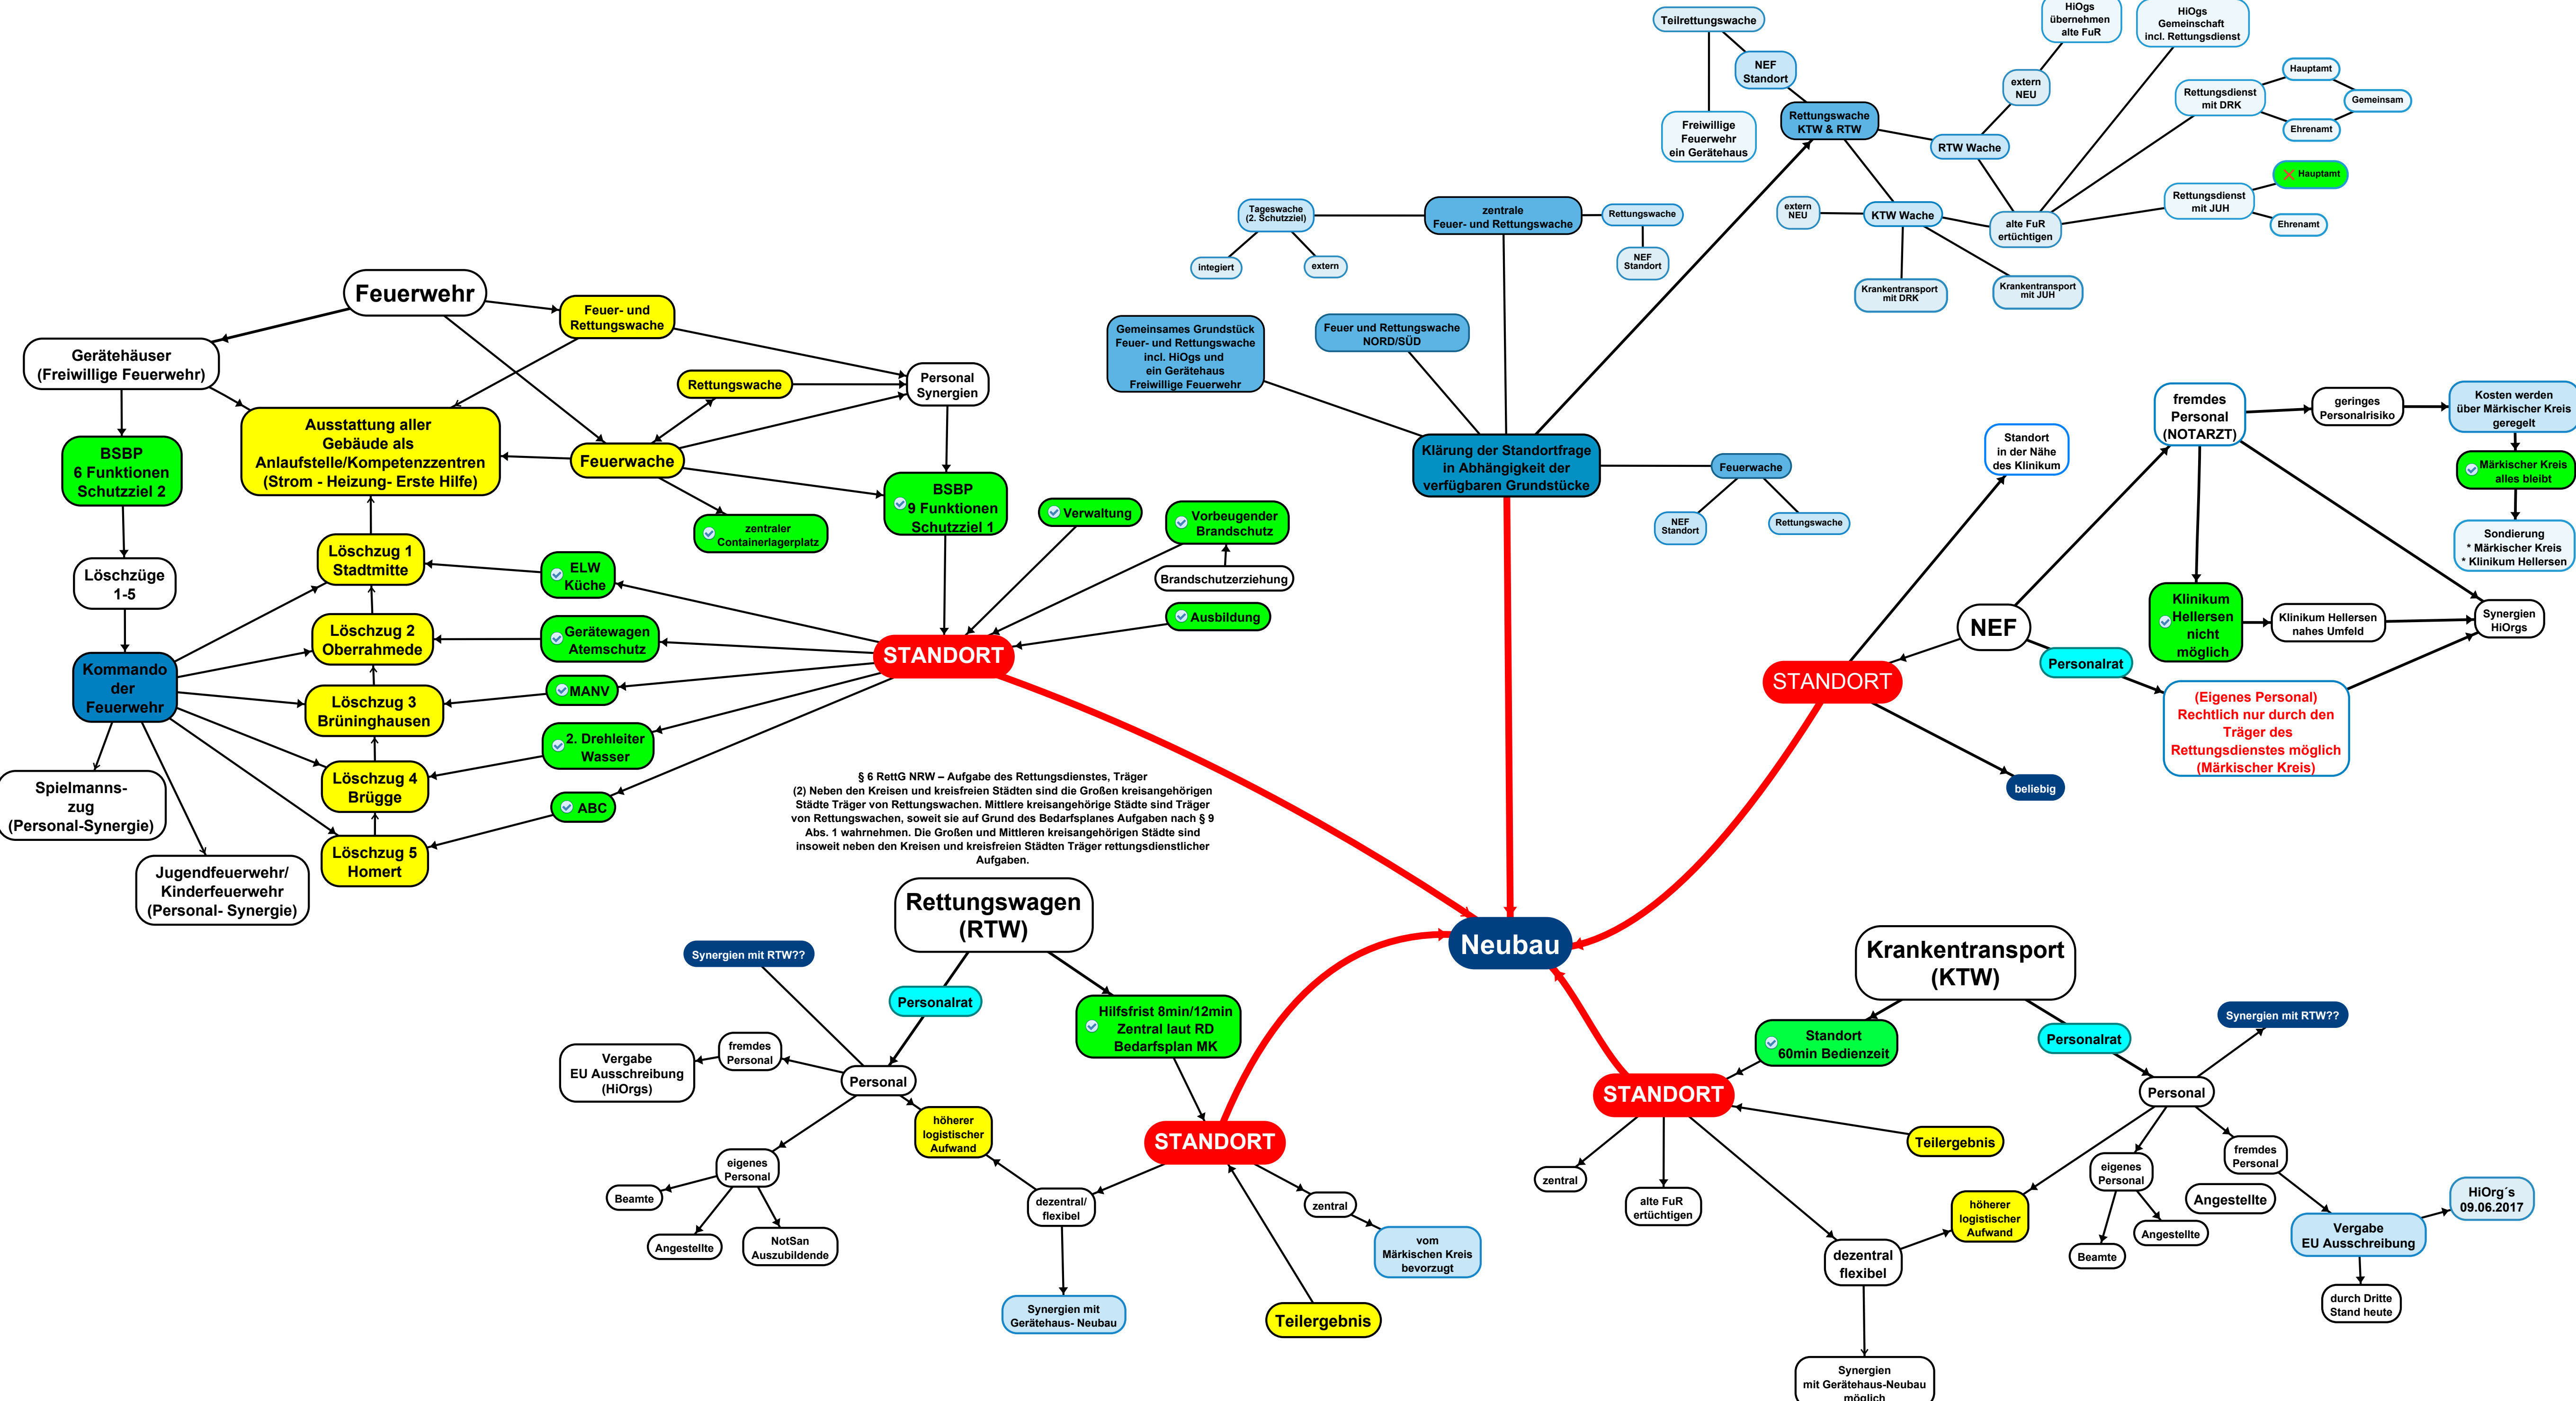 Feuerwehr
Feuer- und
Rettungswache
Gerätehäuser
(Freiwillige Feuerwehr)
Rettungswache
Personal
Synergien
Ausstattung aller
Gebäude als
Anlaufstelle/Kompetenzzentren
(Strom - Heizung- Erste Hilfe)
BSBP
6 Funktionen
Schutzziel 2
Feuerwache
BSBP
9 Funktionen
Schutzziel 1
zentraler
Containerlagerplatz
Verwaltung
Vorbeugender
Brandschutz
Brandschutzerziehung
Ausbildung
Löschzüge
1-5
Löschzug 1
Stadtmitte
ELW
Küche
Löschzug 2
Oberrahmede
Gerätewagen
Atemschutz
STANDORT
Kommando
der
Feuerwehr
Löschzug 3
Brüninghausen
MANV
2. Drehleiter
Wasser
Löschzug 4
Brügge
ABC
Löschzug 5
Homert
Spielmanns-
zug
(Personal-Synergie)
Jugendfeuerwehr/
Kinderfeuerwehr
(Personal- Synergie)
Teilrettungswache
NEF
Standort
Freiwillige
Feuerwehr
ein Gerätehaus
Rettungswache
KTW & RTW
HiOgs
übernehmen
alte FuR
HiOgs
Gemeinschaft
incl. Rettungsdienst
extern
NEU
RTW Wache
Rettungsdienst
mit DRK
Hauptamt
Gemeinsam
Ehrenamt
Hauptamt
Rettungsdienst
mit JUH
Ehrenamt
extern
NEU
KTW Wache
alte FuR
ertüchtigen
Krankentransport
mit DRK
Krankentransport
mit JUH
Tageswache
(2. Schutzziel)
zentrale
Feuer- und Rettungswache
Rettungswache
integiert
extern
NEF
Standort
Gemeinsames Grundstück
Feuer- und Rettungswache
incl. HiOgs und
ein Gerätehaus
Freiwillige Feuerwehr
Feuer und Rettungswache
NORD/SÜD
Klärung der Standortfrage
in Abhängigkeit der
verfügbaren Grundstücke
Feuerwache
NEF
Standort
Rettungswache
fremdes
Personal
(NOTARZT)
geringes
Personalrisiko
Kosten werden
über Märkischer Kreis
geregelt
Standort
in der Nähe
des Klinikum
Märkischer Kreis
alles bleibt
Sondierung
* Märkischer Kreis
* Klinikum Hellersen
Klinikum
Hellersen
nicht
möglich
Klinikum Hellersen
nahes Umfeld
Synergien
HiOrgs
NEF
Personalrat
STANDORT
(Eigenes Personal)
Rechtlich nur durch den
Träger des
Rettungsdienstes möglich
(Märkischer Kreis)
beliebig
§ 6 RettG NRW – Aufgabe des Rettungsdienstes, Träger
(2) Neben den Kreisen und kreisfreien Städten sind die Großen kreisangehörigen
Städte Träger von Rettungswachen. Mittlere kreisangehörige Städte sind Träger
von Rettungswachen, soweit sie auf Grund des Bedarfsplanes Aufgaben nach § 9
Abs. 1 wahrnehmen. Die Großen und Mittleren kreisangehörigen Städte sind
insoweit neben den Kreisen und kreisfreien Städten Träger rettungsdienstlicher
Aufgaben.
Neubau
Rettungswagen
(RTW)
Synergien mit RTW??
Personalrat
Hilfsfrist 8min/12min
Zentral laut RD
Bedarfsplan MK
Vergabe
EU Ausschreibung
(HiOrgs)
fremdes
Personal
Personal
höherer
logistischer
Aufwand
STANDORT
eigenes
Personal
Beamte
Angestellte
NotSan
Auszubildende
dezentral/
flexibel
zentral
vom
Märkischen Kreis
bevorzugt
Synergien mit
Gerätehaus- Neubau
Teilergebnis
Krankentransport
(KTW)
Standort
60min Bedienzeit
Personalrat
Synergien mit RTW??
STANDORT
Personal
Teilergebnis
zentral
alte FuR
ertüchtigen
eigenes
Personal
fremdes
Personal
Angestellte
höherer
logistischer
Aufwand
Beamte
Angestellte
Vergabe
EU Ausschreibung
HiOrg´s
09.06.2017
dezentral
flexibel
durch Dritte
Stand heute
Synergien
mit Gerätehaus-Neubau
möglich